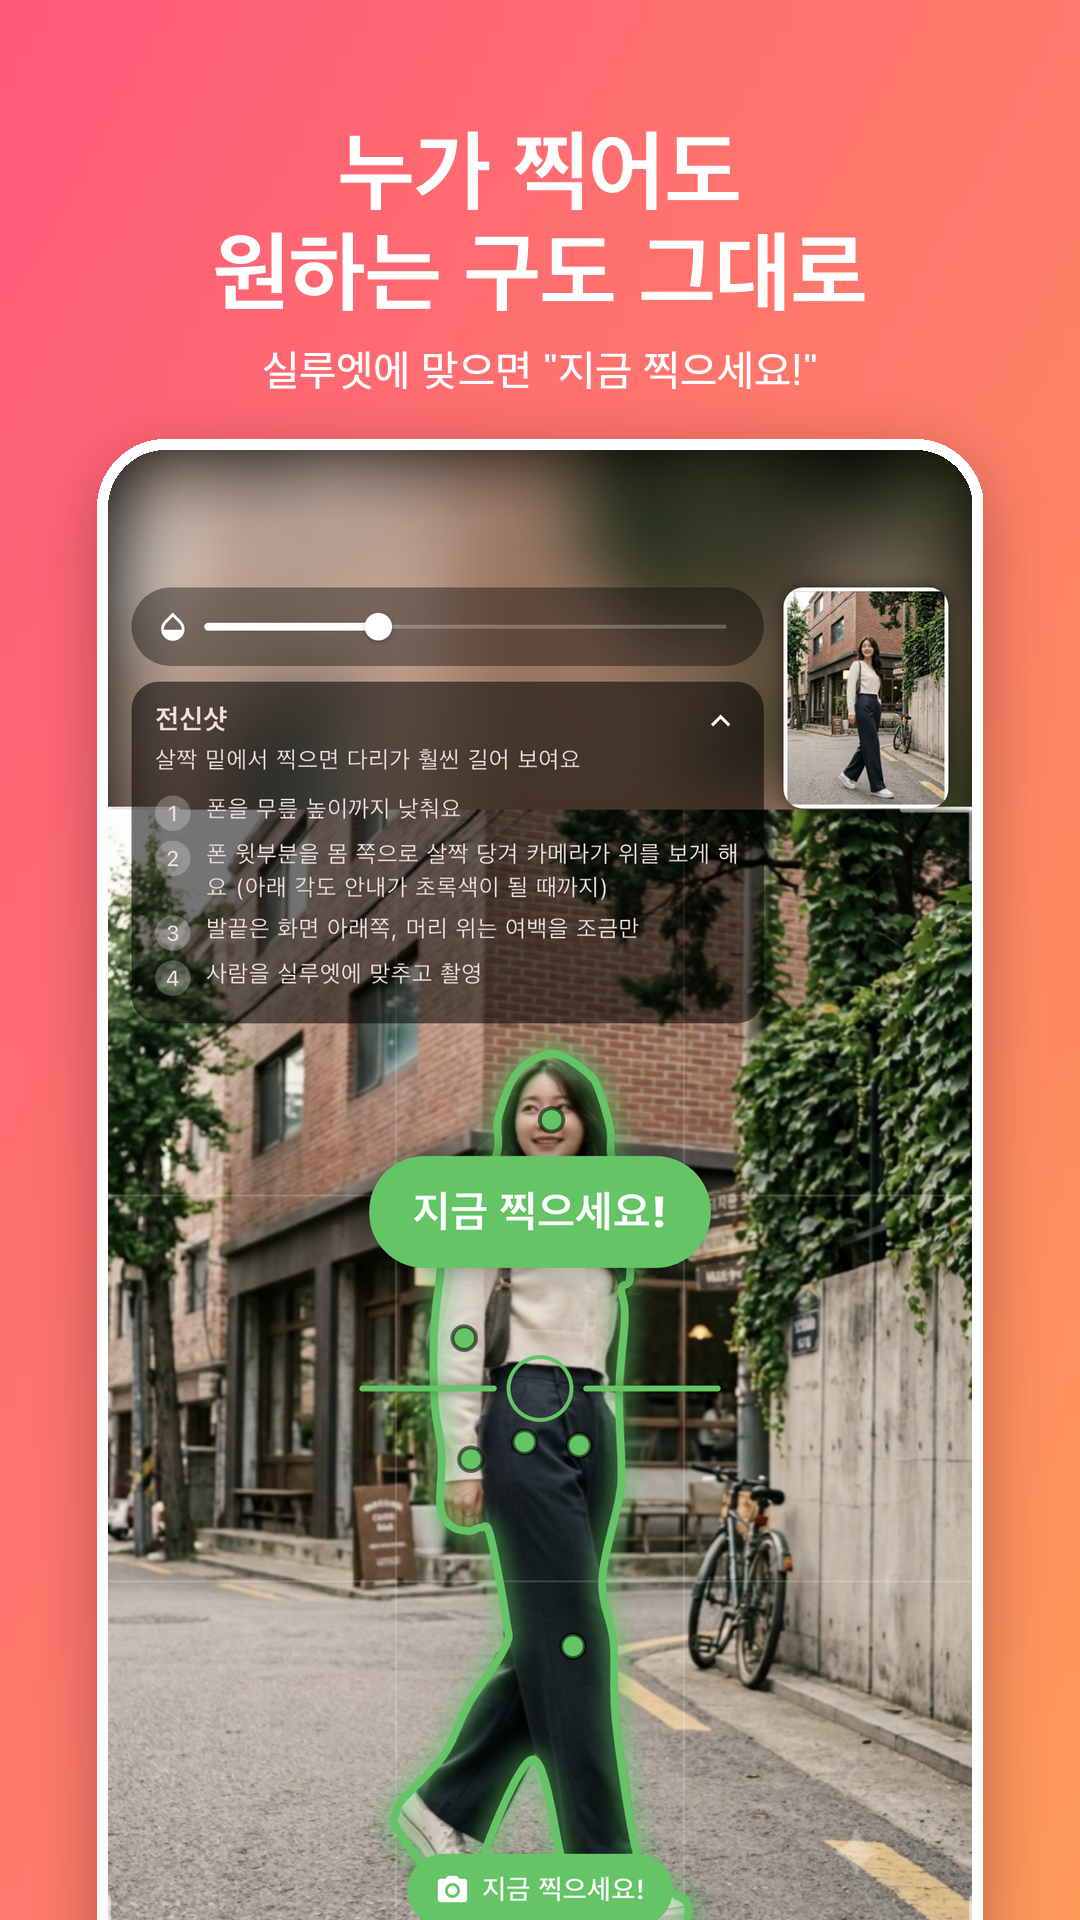 누가 찍어도
원하는 구도 그대로
실루엣에 맞으면 "지금 찍으세요!"
전신샷
살짝 밑에서 찍으면 다리가 훨씬 길어 보여요
1 폰을 무릎 높이까지 낮춰요
2 폰 윗부분을 몸 쪽으로 살짝 당겨 카메라가 위를 보게 해
요 (아래 각도 안내가 초록색이 될 때까지)
3 발끝은 화면 아래쪽, 머리 위는 여백을 조금만
4 사람을 실루엣에 맞추고 촬영
지금 찍으세요!
지금 찍으세요!